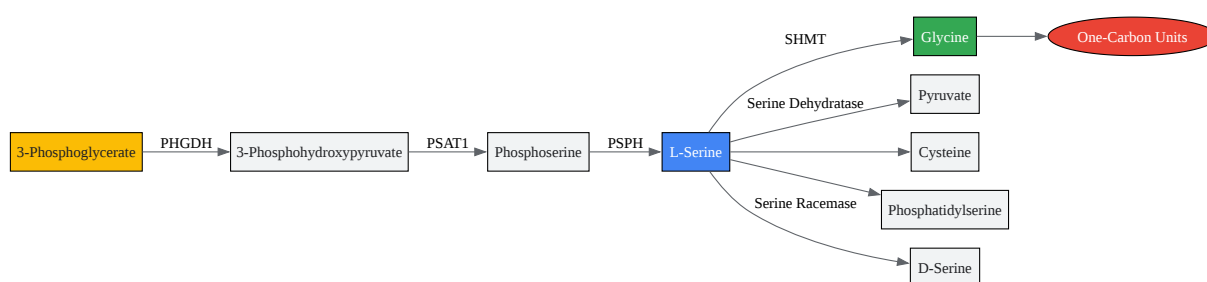 SHMT
Glycine
One-Carbon Units
Serine Dehydratase
Pyruvate
3-Phosphoglycerate
PHGDH
3-Phosphohydroxypyruvate
PSAT1
Phosphoserine
PSPH
L-Serine
Cysteine
Serine Racemase
Phosphatidylserine
D-Serine